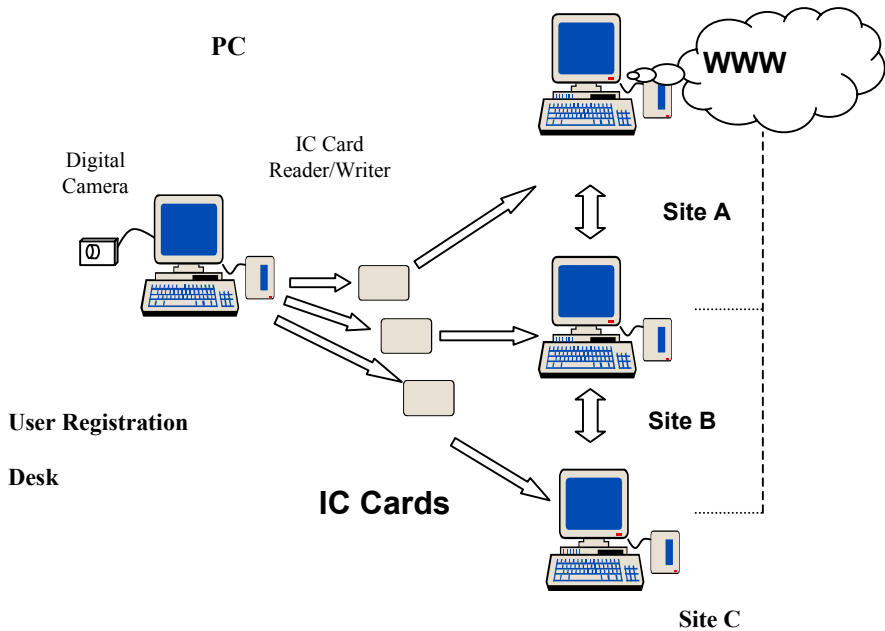 PC
WWW
Digital
Camera
IC Card
Reader/Writer
Site A
User Registration
Desk
Site B
IC Cards
Site C